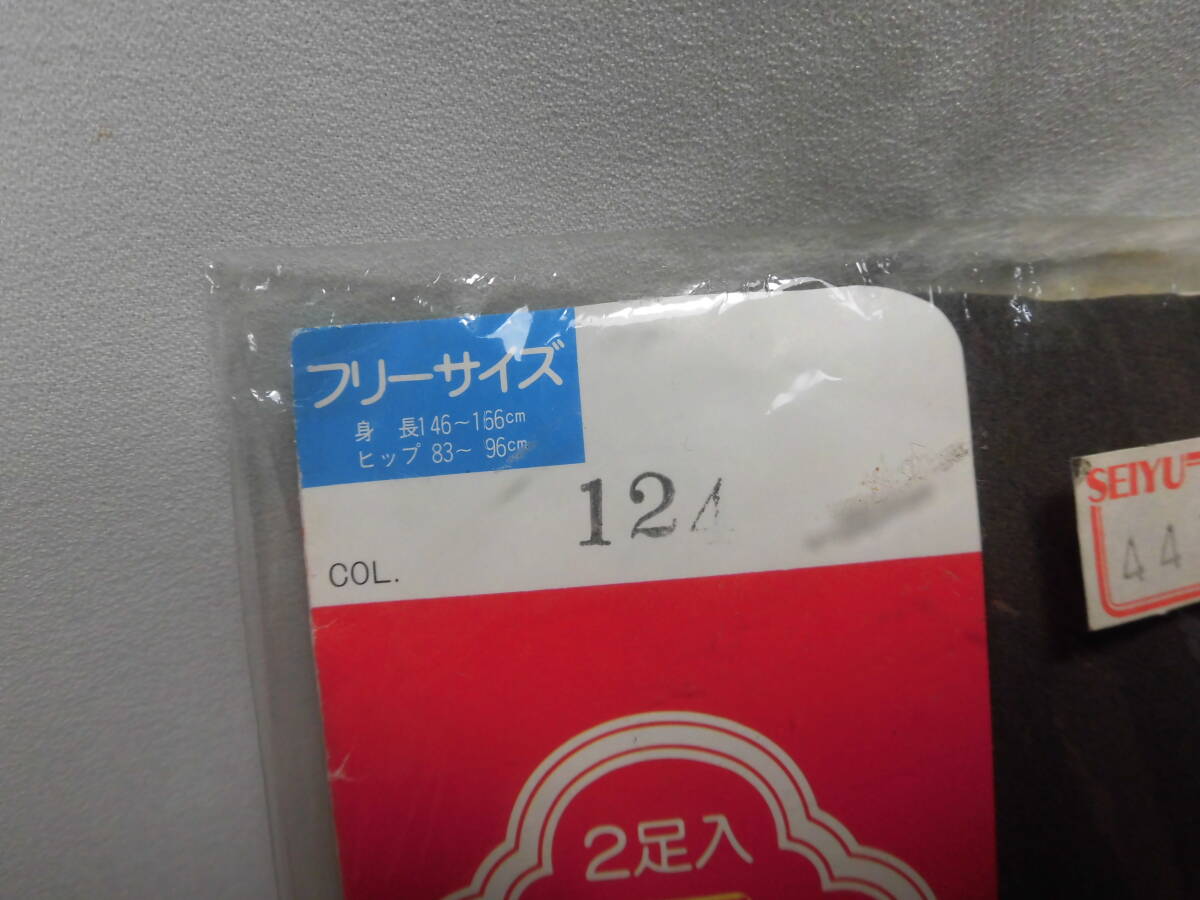 フリーサイズ
身 長146～166cm
ヒップ 83～ 96cm
124
COL.
SEIYU
44
2足入